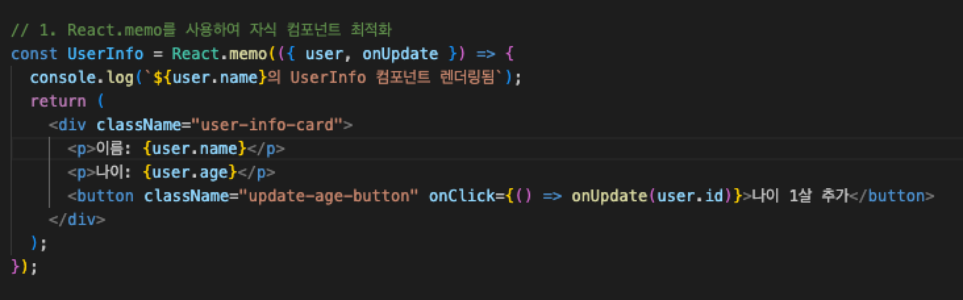 // 1. React.memo를 사용하여 자식 컴포넌트 최적화
const UserInfo = React.memo(({ user, onUpdate }) => {
  console.log(`${user.name}의 UserInfo 컴포넌트 렌더링됨`);
  return (
    <div className="user-info-card">
      <p>이름: {user.name}</p>
      <p>나이: {user.age}</p>
      <button className="update-age-button" onClick={() => onUpdate(user.id)}>나이 1살 추가</button>
    </div>
  );
});